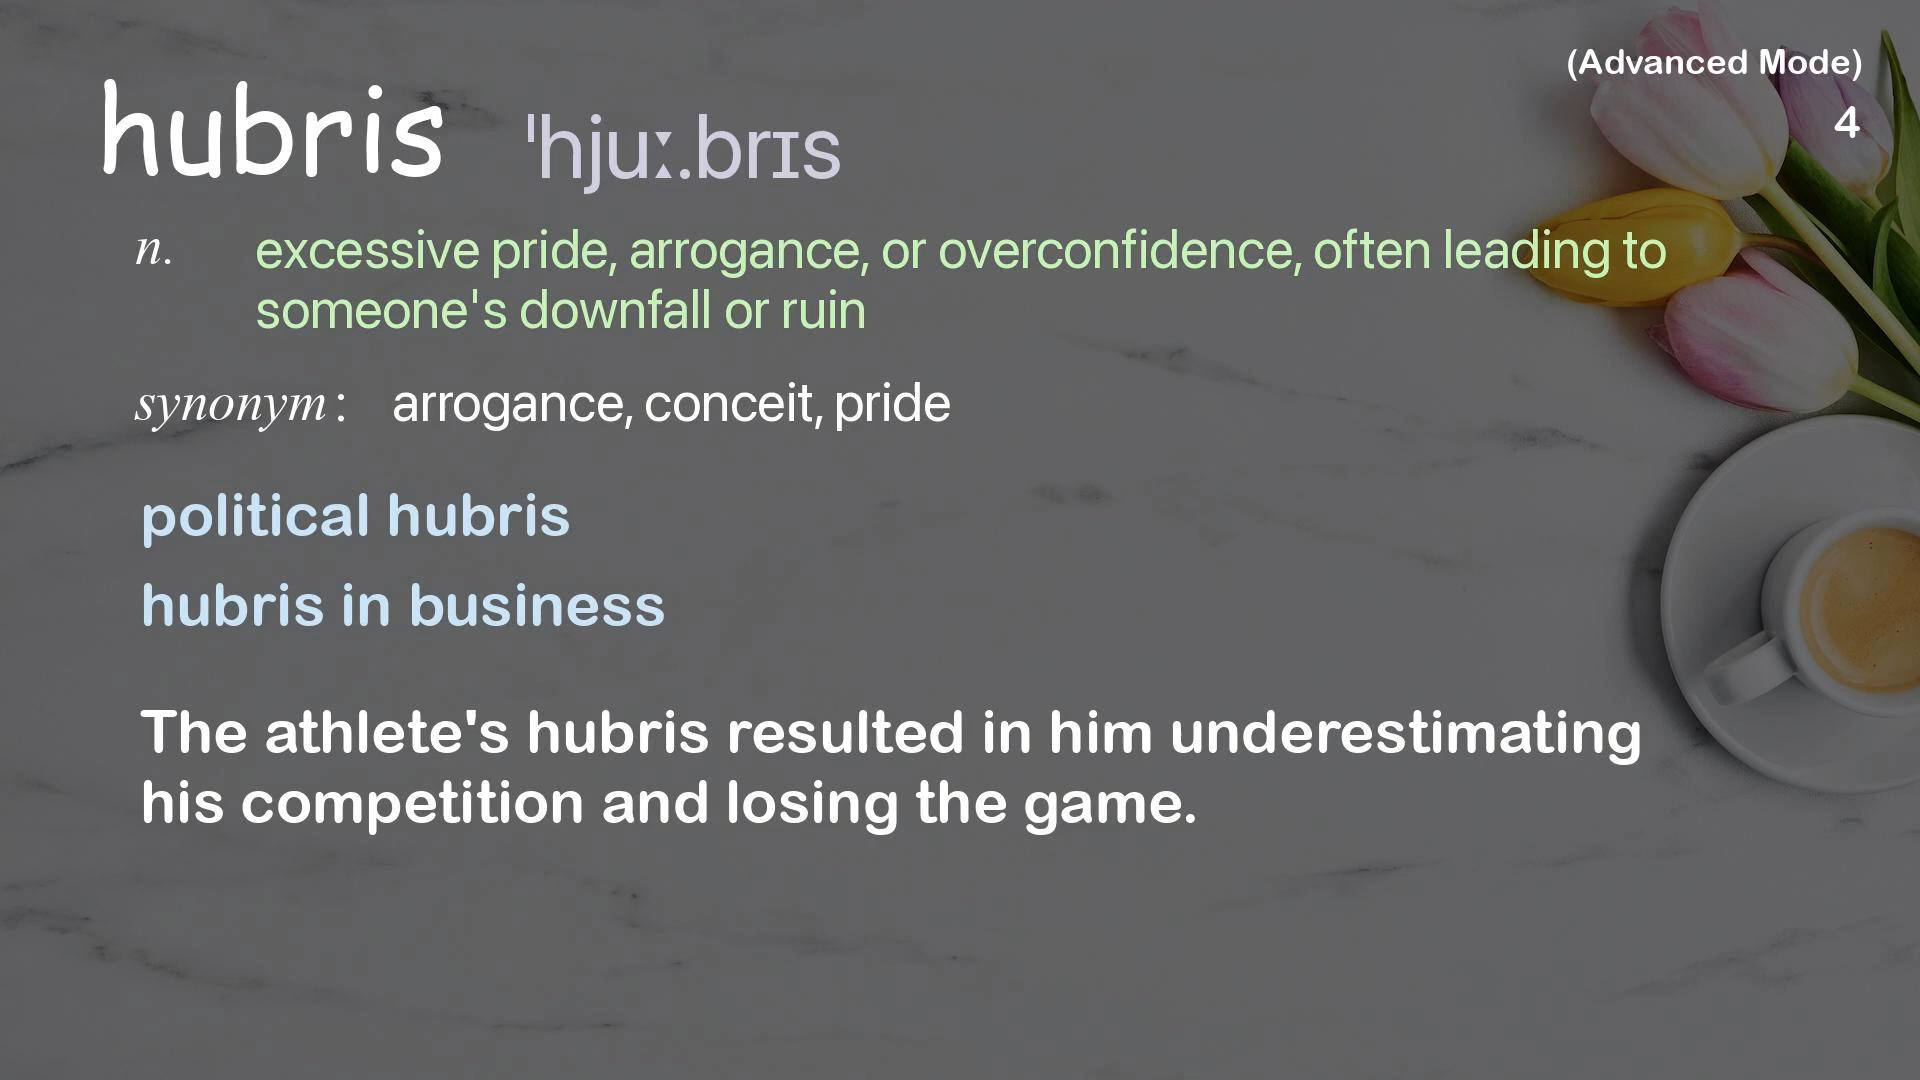 (Advanced Mode)
4
hubris ˈhjuː.brɪs
n. excessive pride, arrogance, or overconfidence, often leading to
someone's downfall or ruin
synonym: arrogance, conceit, pride
political hubris
hubris in business
The athlete's hubris resulted in him underestimating
his competition and losing the game.